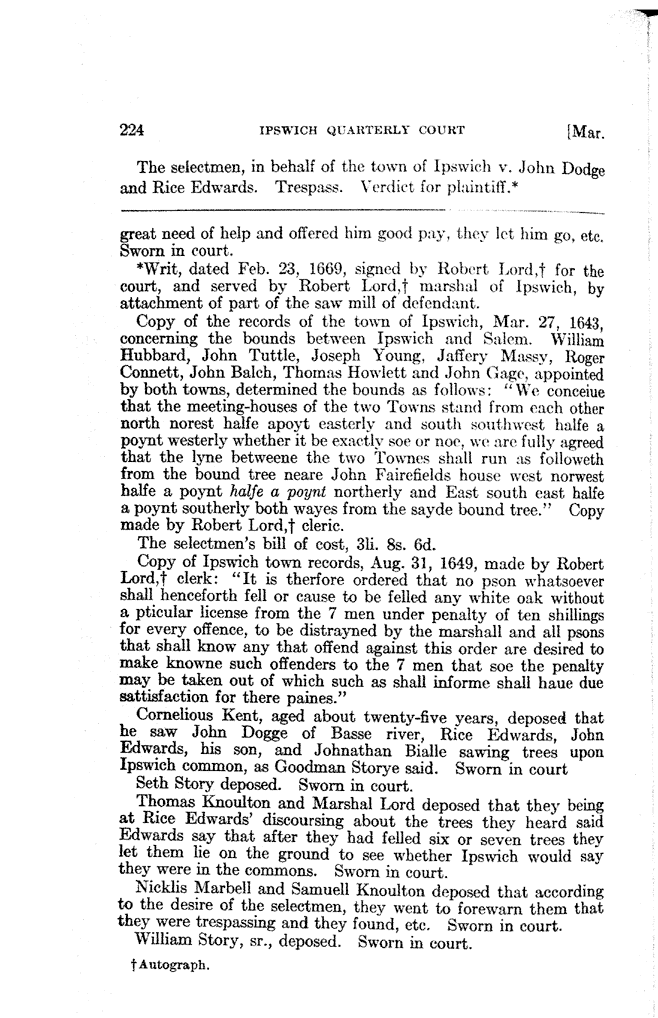 224 IPSWICH QUARTERLY COURT [Mar.
The selectmen, in behalf of the town of Ipswich v. John Dodge
and Rice Edwards. Trespass. Verdict for plaintiff.*
great need of help and offered him good pay, they let him go, etc.
Sworn in court.
*Writ, dated Feb. 23, 1669, signed by Robert Lord,† for the
court, and served by Robert Lord,† marshal of Ipswich, by
attachment of part of the saw mill of defendant.
Copy of the records of the town of Ipswich, Mar. 27, 1643,
concerning the bounds between Ipswich and Salem. William
Hubbard, John Tuttle, Joseph Young, Jaffery Massy, Roger
Connett, John Balch, Thomas Howlett and John Gage, appointed
by both towns, determined the bounds as follows: "We conceiue
that the meeting-houses of the two Towns stand from each other
north norest halfe apoyt easterly and south southwest halfe a
poynt westerly whether it be exactly soe or noe, we are fully agreed
that the lyne betweene the two Townes shall run as followeth
from the bound tree neare John Fairefields house west norwest
halfe a poynt halfe a poynt northerly and East south east halfe
a poynt southerly both wayes from the sayde bound tree." Copy
made by Robert Lord,† cleric.
The selectmen's bill of cost, 3li. 8s. 6d.
Copy of Ipswich town records, Aug. 31, 1649, made by Robert
Lord,† clerk: "It is therfore ordered that no pson whatsoever
shall henceforth fell or cause to be felled any white oak without
a pticular license from the 7 men under penalty of ten shillings
for every offence, to be distrayned by the marshall and all psons
that shall know any that offend against this order are desired to
make knowne such offenders to the 7 men that soe the penalty
may be taken out of which such as shall informe shall haue due
sattisfaction for there paines."
Cornelious Kent, aged about twenty-five years, deposed that
he saw John Dogge of Basse river, Rice Edwards, John
Edwards, his son, and Johnathan Bialle sawing trees upon
Ipswich common, as Goodman Storye said. Sworn in court
Seth Story deposed. Sworn in court.
Thomas Knoulton and Marshal Lord deposed that they being
at Rice Edwards' discoursing about the trees they heard said
Edwards say that after they had felled six or seven trees they
let them lie on the ground to see whether Ipswich would say
they were in the commons. Sworn in court.
Nicklis Marbell and Samuell Knoulton deposed that according
to the desire of the selectmen, they went to forewarn them that
they were trespassing and they found, etc. Sworn in court.
William Story, sr., deposed. Sworn in court.
†Autograph.